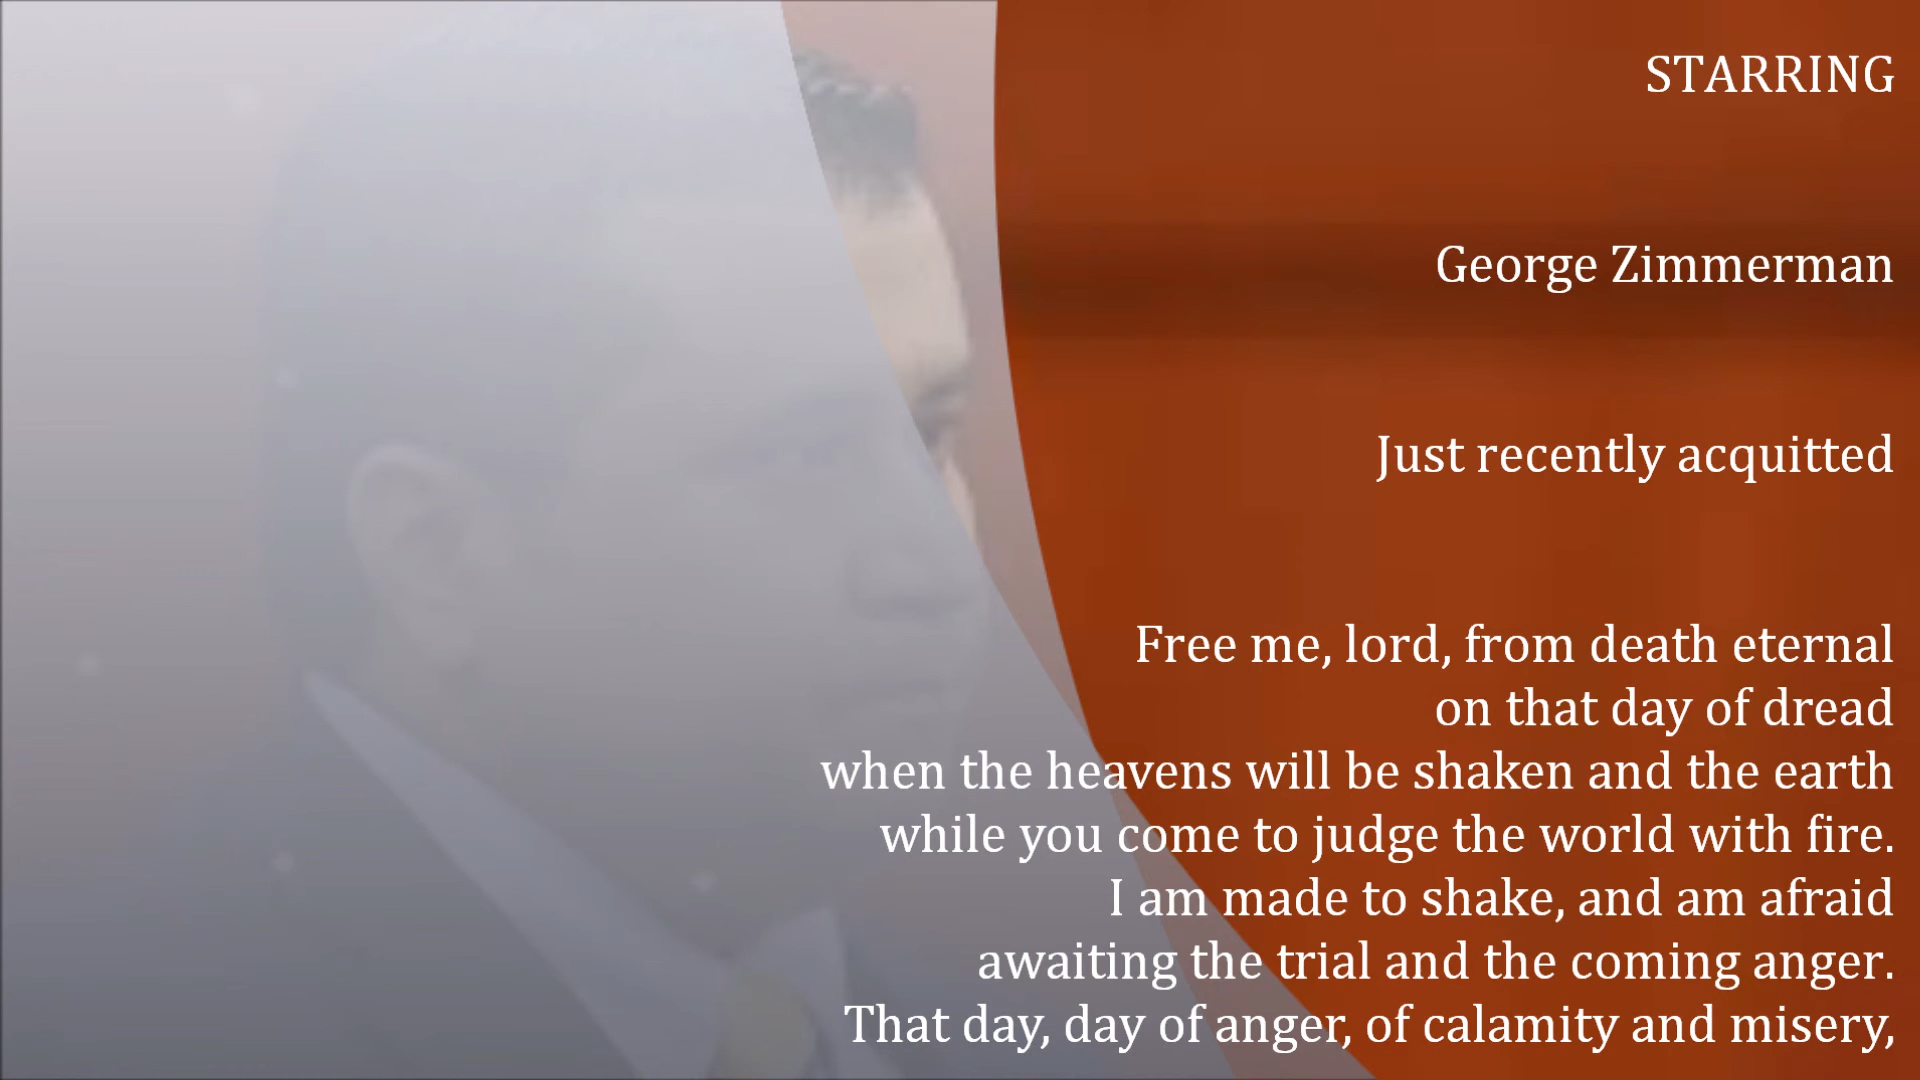 STARRING
George Zimmerman
Just recently acquitted
Free me, lord, from death eternal
on that day of dread
when the heavens will be shaken and the earth
while you come to judge the world with fire.
I am made to shake, and am afraid
awaiting the trial and the coming anger.
That day, day of anger, of calamity and misery,